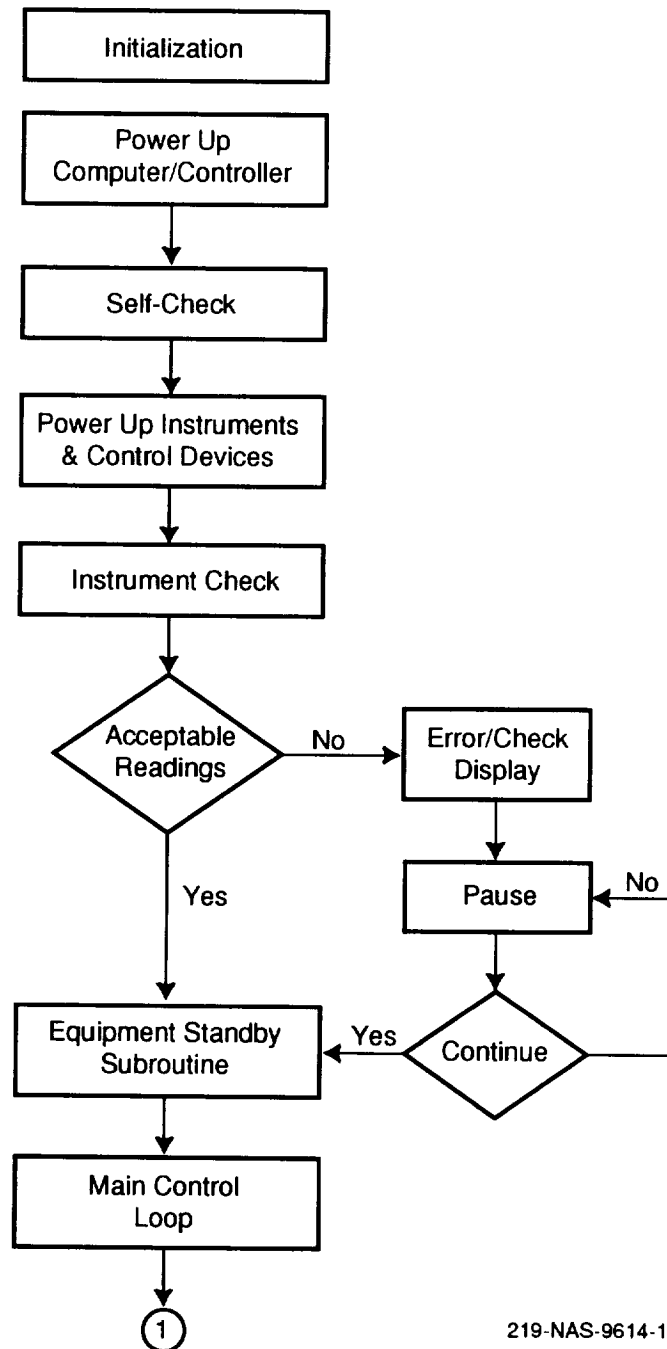 Initialization
Power Up
Computer/Controller
Self-Check
Power Up Instruments
& Control Devices
Instrument Check
Acceptable
Readings
No
Error/Check
Display
Yes
Pause
No
Equipment Standby
Subroutine
Yes
Continue
Main Control
Loop
1
219-NAS-9614-1